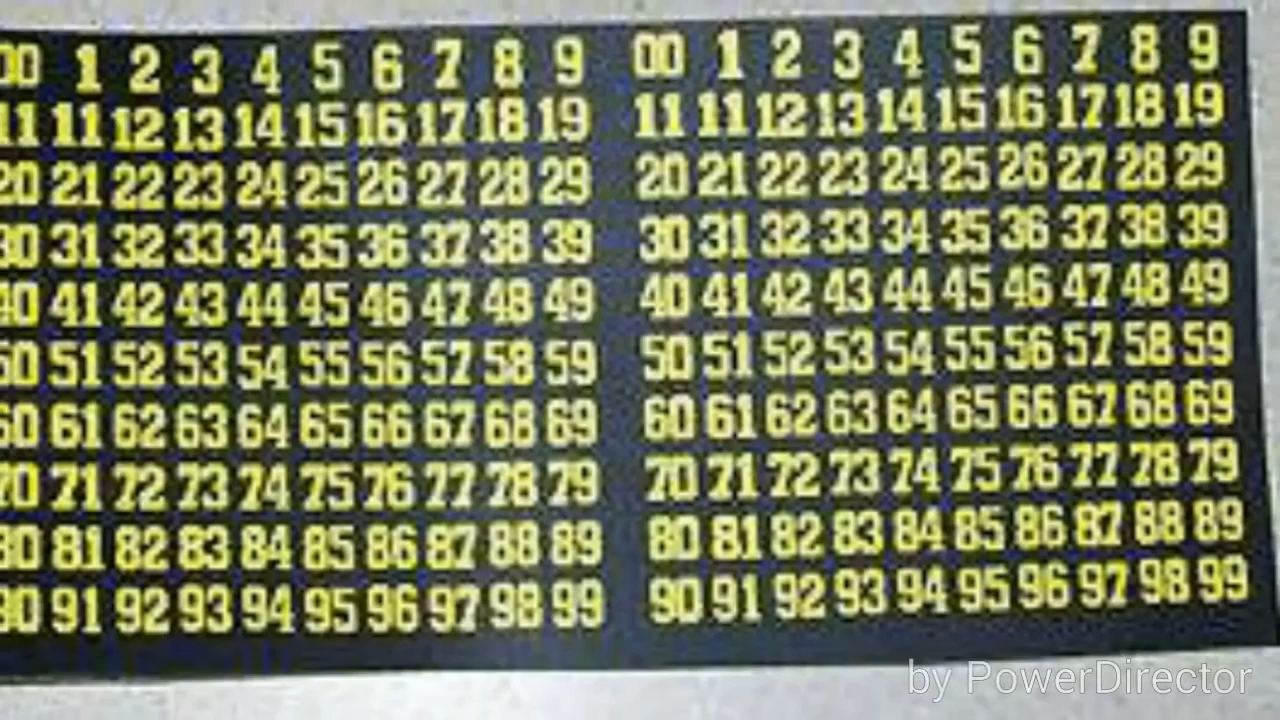 00 1 2 3 4 5 6 7 8 9 00 1 2 3 4 5 6 7 8 9
11 11 12 13 14 15 16 17 18 19 11 11 12 13 14 15 16 17 18 19
20 21 22 23 24 25 26 27 28 29 20 21 22 23 24 25 26 27 28 29
30 31 32 33 34 35 36 37 38 39 30 31 32 33 34 35 36 37 38 39
40 41 42 43 44 45 46 47 48 49 40 41 42 43 44 45 46 47 48 49
50 51 52 53 54 55 56 57 58 59 50 51 52 53 54 55 56 57 58 59
60 61 62 63 64 65 66 67 68 69 60 61 62 63 64 65 66 67 68 69
70 71 72 73 74 75 76 77 78 79 70 71 72 73 74 75 76 77 78 79
80 81 82 83 84 85 86 87 88 89 80 81 82 83 84 85 86 87 88 89
90 91 92 93 94 95 96 97 98 99 90 91 92 93 94 95 96 97 98 99
by PowerDirector